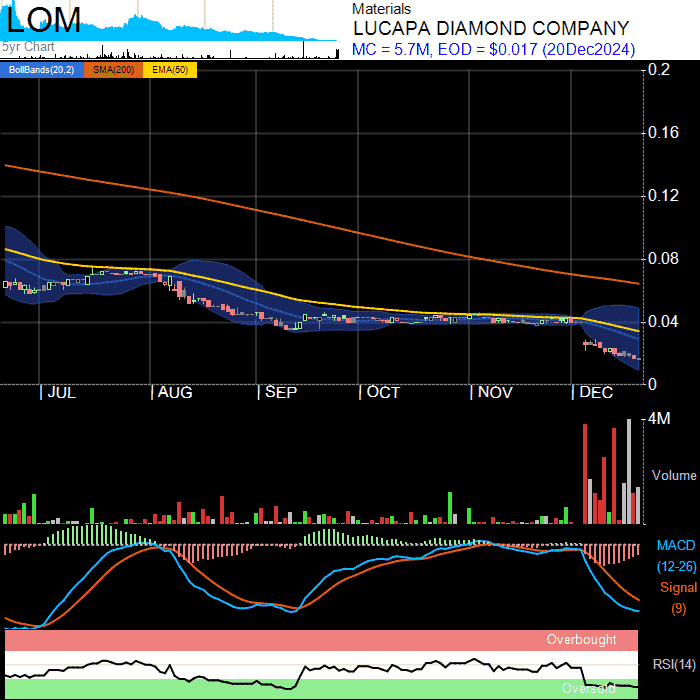 LOM
5yr Chart
Materials
LUCAPA DIAMOND COMPANY
MC = 5.7M, EOD = $0.017 (20Dec2024)
BollBands(20,2) SMA(200) EMA(50)
0.2
0.16
0.12
0.08
0.04
0
JUL AUG SEP OCT NOV DEC
4M
Volume
MACD
(12-26)
Signal
(9)
Overbought
RSI(14)
Oversold